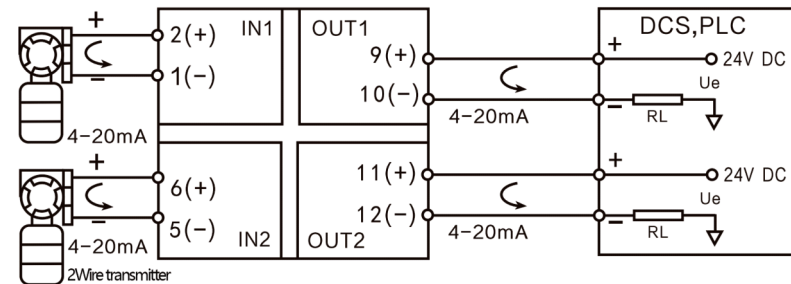 +
2(+)
IN1
OUT1
9(+)
+
DCS,PLC
24V DC
−
1(−)
10(−)
−
Ue
4-20mA
4-20mA
RL
+
6(+)
11(+)
+
24V DC
−
5(−)
12(−)
−
Ue
4-20mA
IN2
OUT2
4-20mA
RL
2Wire transmitter